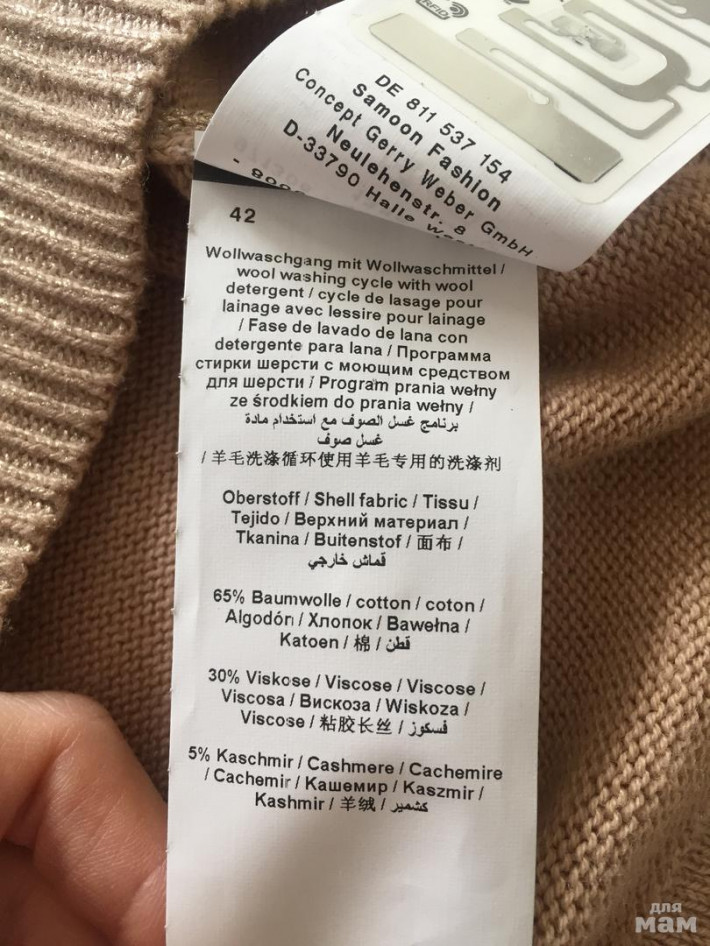 RFID
DE 811 537 154
Samoon Fashion
Concept Gerry Weber GmbH
Neulehenstr. 8
D-33790 Halle
42
Wollwaschgang mit Wollwaschmittel /
wool washing cycle with wool
detergent / cycle de lasage pour
lainage avec lessire pour lainage
/ Fase de lavado de lana con
detergente para lana / Программа
стирки шерсти с моющим средством
для шерсти / Program prania wełny
ze środkiem do prania wełny /
برنامج غسل الصوف مع استخدام مادة
غسل صوف
/ 羊毛洗涤循环使用羊毛专用的洗涤剂
Oberstoff / Shell fabric / Tissu /
Tejido / Верхний материал /
Tkanina / Buitenstof / 面布 /
قماش خارجي
65% Baumwolle / cotton / coton /
Algodón / Хлопок / Bawełna /
Katoen / 棉 / قطن
30% Viskose / Viscose / Viscose /
Viscosa / Вискоза / Wiskoza /
Viscose / 粘胶长丝 / فسكوز
5% Kaschmir / Cashmere / Cachemire
/ Cachemir / Кашемир / Kaszmir /
Kashmir / 羊绒 / كشمير
для
мам